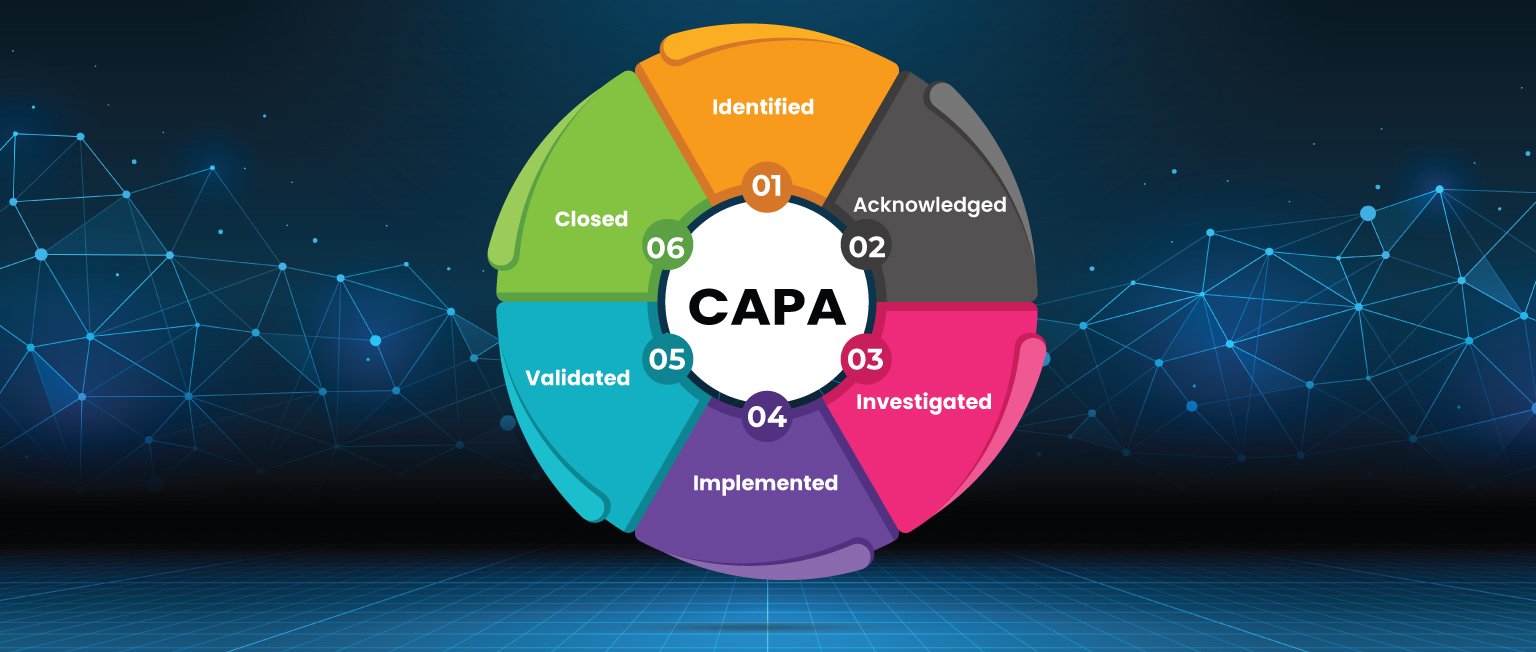 Identified
01
Acknowledged
02
Investigated
03
Implemented
04
Validated
05
Closed
06
CAPA